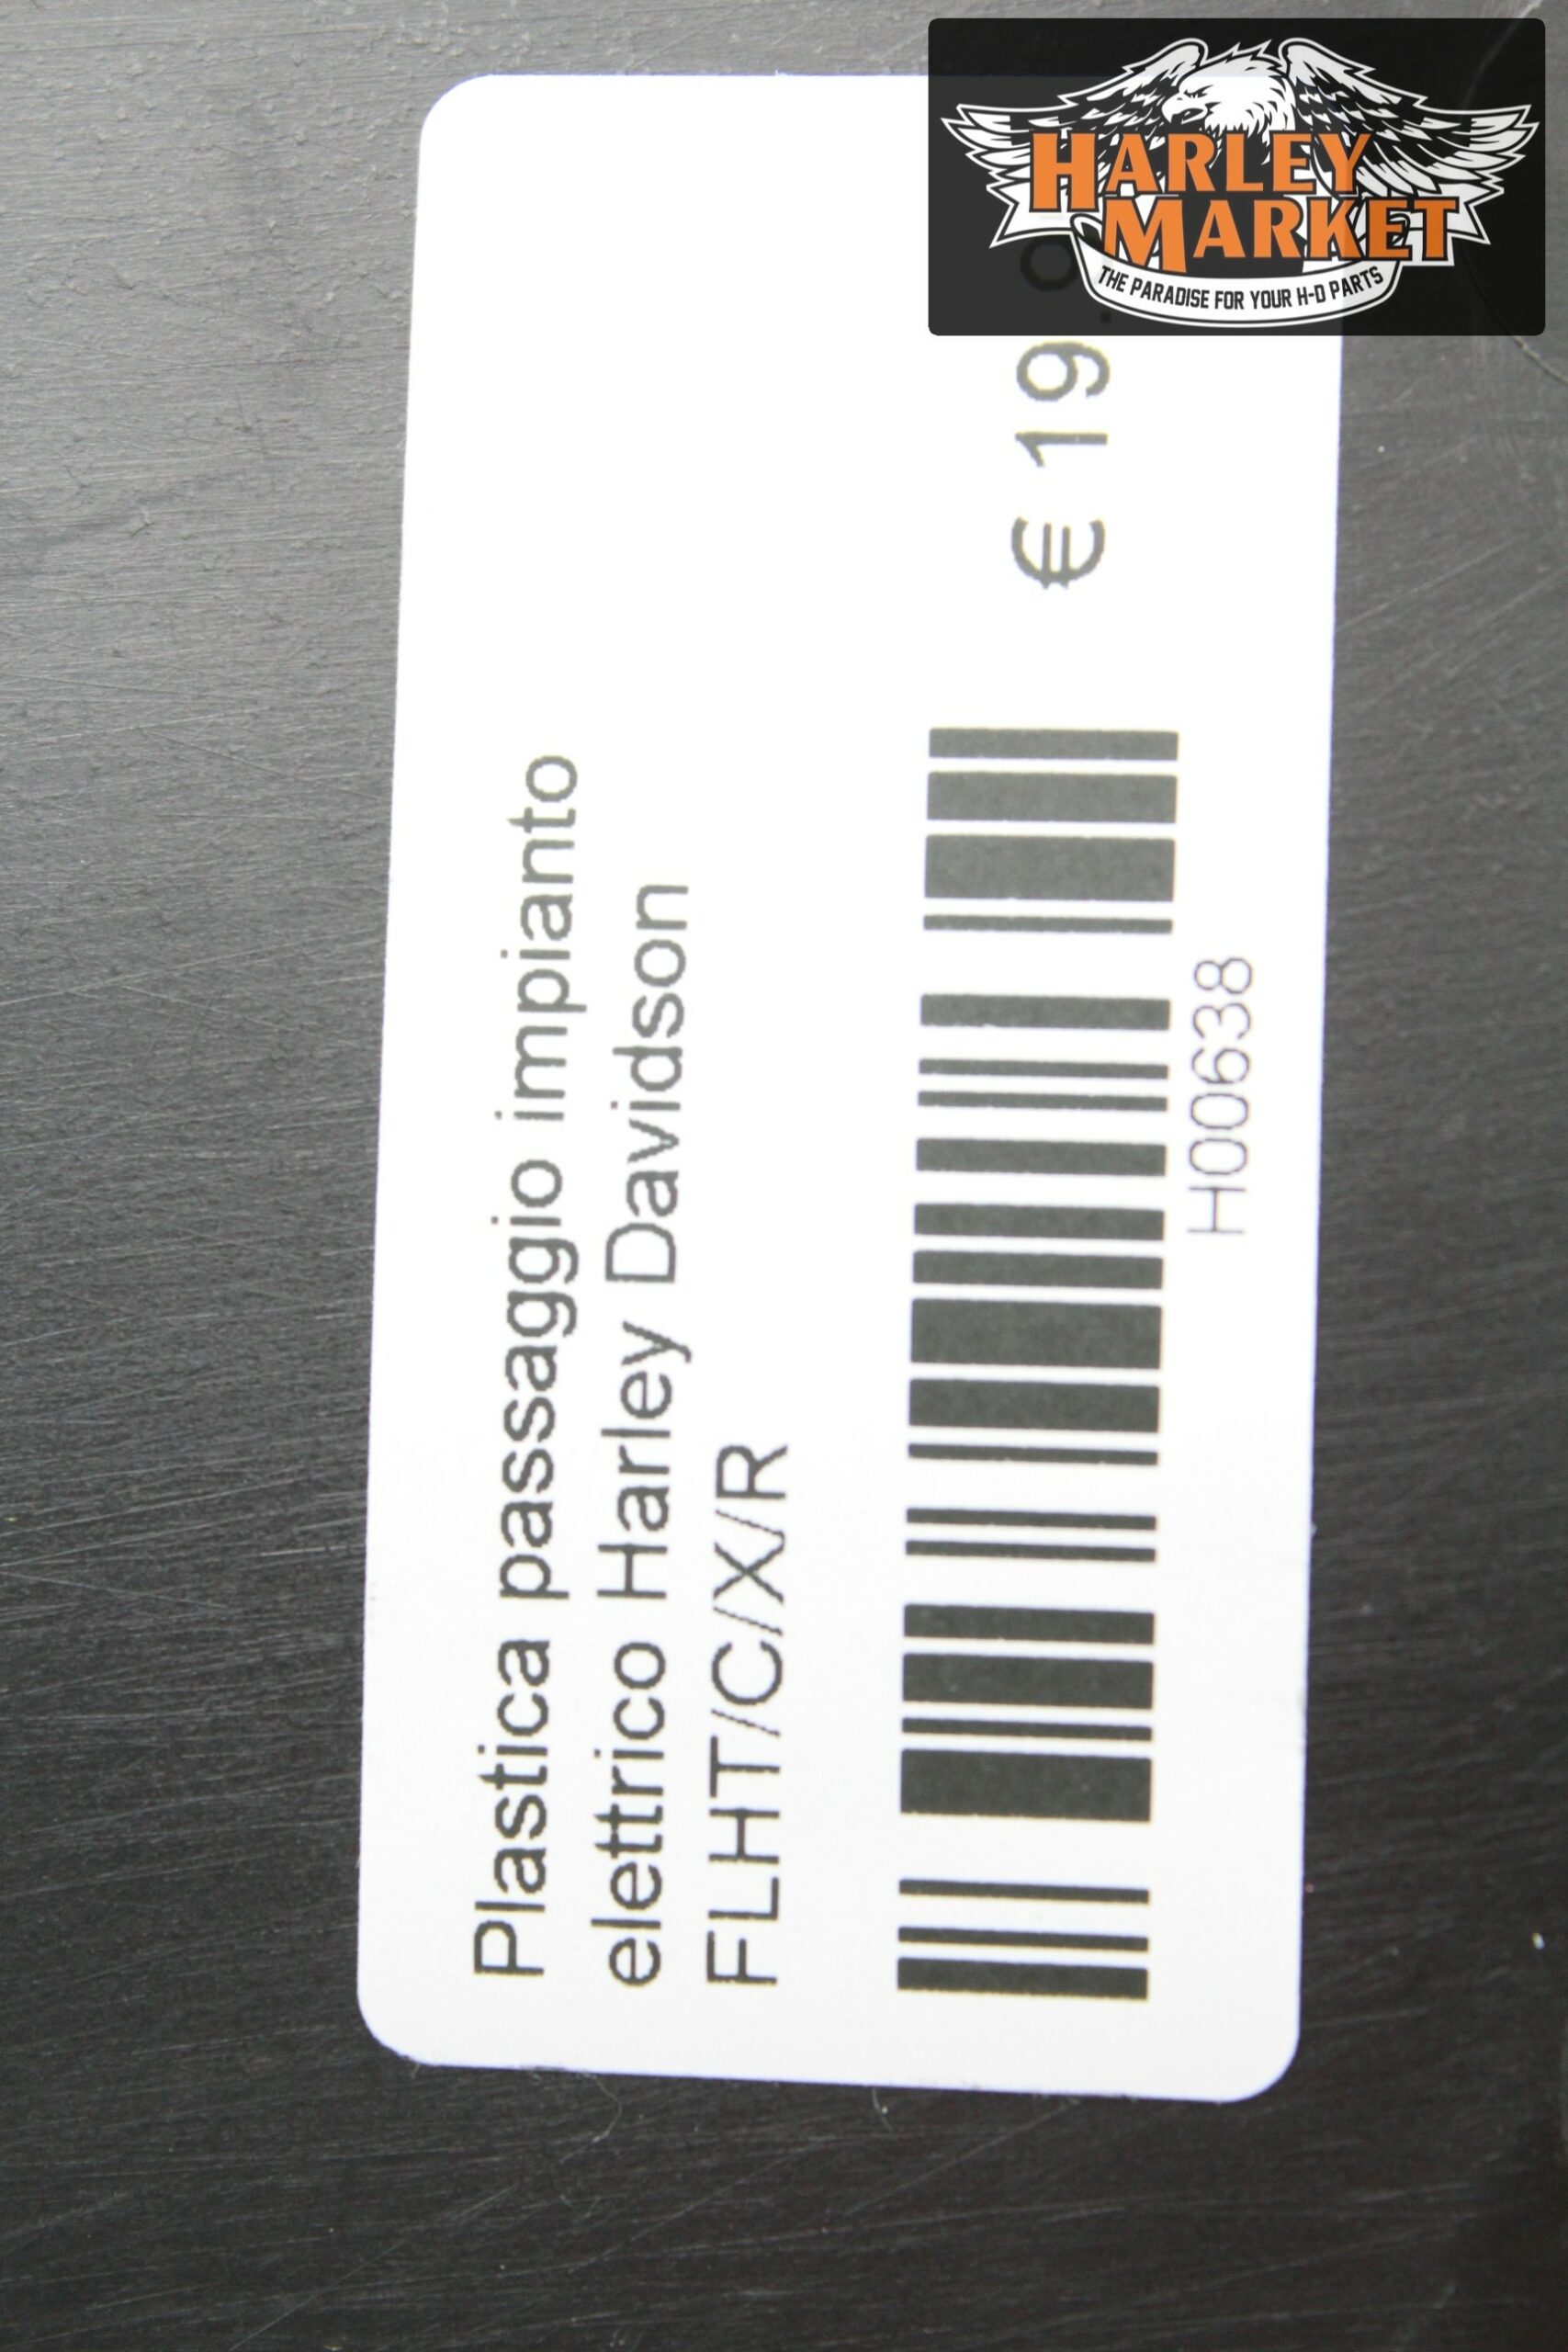 HARLEY
MARKET
THE PARADISE FOR YOUR H-D PARTS
Plastica passaggio impianto
elettrico Harley Davidson
FLHT/C/X/R
€ 19
H00638